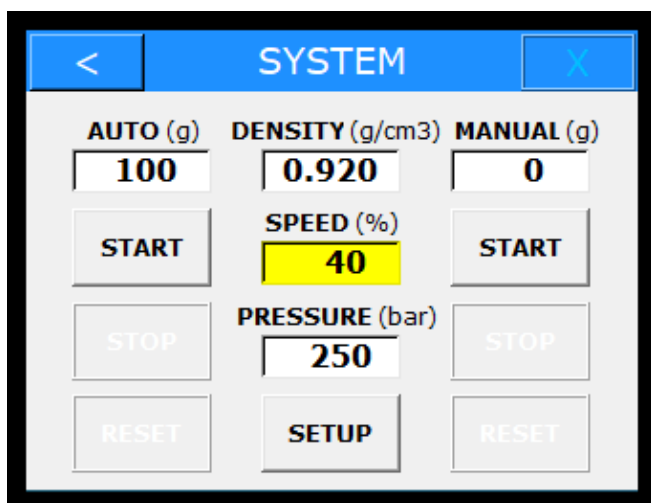 < SYSTEM X
AUTO (g) DENSITY (g/cm3) MANUAL (g)
100 0.920 0
SPEED (%)
START 40 START
PRESSURE (bar)
STOP 250 STOP
RESET SETUP RESET